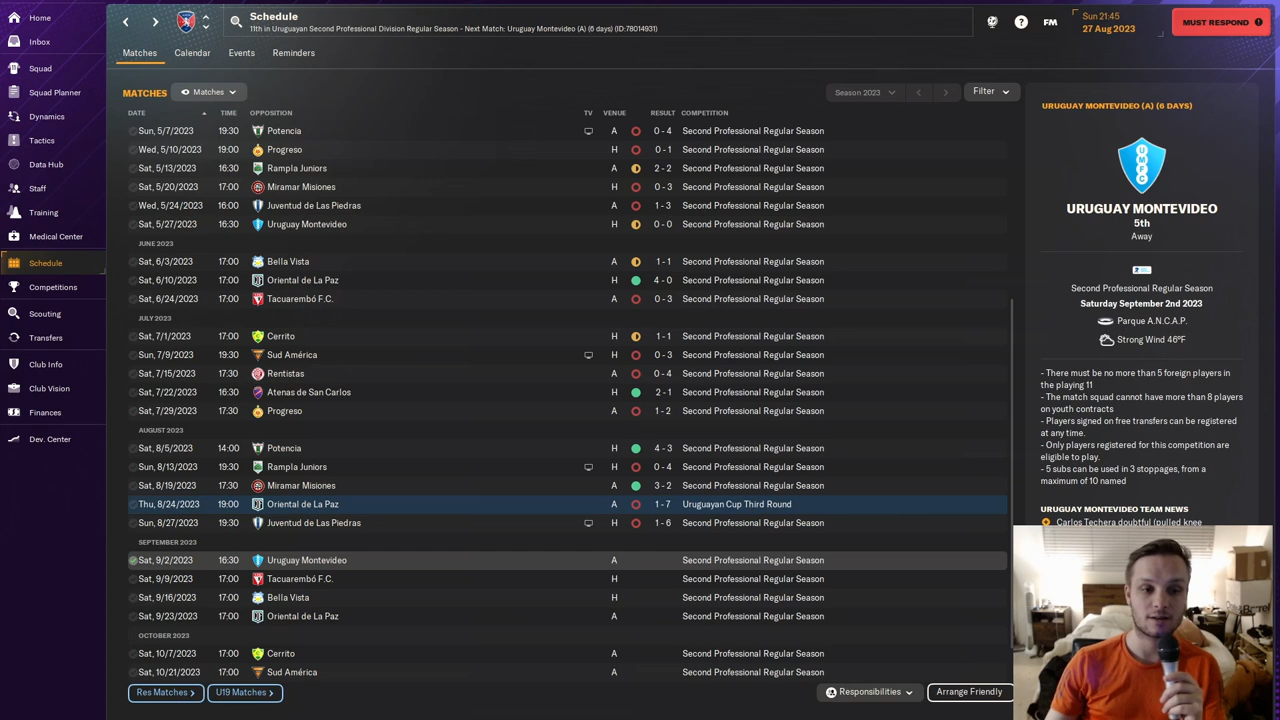 Home
Inbox
Squad
Squad Planner
Dynamics
Tactics
Data Hub
Staff
Training
Medical Center
Schedule
Competitions
Scouting
Transfers
Club Info
Club Vision
Finances
Dev. Center
Schedule
11th in Uruguayan Second Professional Division Regular Season - Next Match: Uruguay Montevideo (A) (6 days) (ID:78014931)
FM
Sun 21:45
27 Aug 2023
MUST RESPOND
Matches Calendar Events Reminders
MATCHES Matches Season 2023 Filter
DATE TIME OPPOSITION TV VENUE RESULT COMPETITION
Sun, 5/7/2023 19:30 Potencia A 0 - 4 Second Professional Regular Season
Wed, 5/10/2023 19:00 Progreso H 0 - 1 Second Professional Regular Season
Sat, 5/13/2023 16:30 Rampla Juniors A 2 - 2 Second Professional Regular Season
Sat, 5/20/2023 17:00 Miramar Misiones H 0 - 3 Second Professional Regular Season
Wed, 5/24/2023 16:00 Juventud de Las Piedras A 1 - 3 Second Professional Regular Season
Sat, 5/27/2023 16:30 Uruguay Montevideo H 0 - 0 Second Professional Regular Season
JUNE 2023
Sat, 6/3/2023 17:00 Bella Vista A 1 - 1 Second Professional Regular Season
Sat, 6/10/2023 17:00 Oriental de La Paz H 4 - 0 Second Professional Regular Season
Sat, 6/24/2023 17:00 Tacuarembó F.C. A 0 - 3 Second Professional Regular Season
JULY 2023
Sat, 7/1/2023 17:00 Cerrito H 1 - 1 Second Professional Regular Season
Sun, 7/9/2023 19:30 Sud América H 0 - 3 Second Professional Regular Season
Sat, 7/15/2023 17:30 Rentistas A 0 - 4 Second Professional Regular Season
Sat, 7/22/2023 16:30 Atenas de San Carlos H 2 - 1 Second Professional Regular Season
Sat, 7/29/2023 17:30 Progreso A 1 - 2 Second Professional Regular Season
AUGUST 2023
Sat, 8/5/2023 14:00 Potencia H 4 - 3 Second Professional Regular Season
Sun, 8/13/2023 19:30 Rampla Juniors H 0 - 4 Second Professional Regular Season
Sat, 8/19/2023 17:30 Miramar Misiones A 3 - 2 Second Professional Regular Season
Thu, 8/24/2023 19:00 Oriental de La Paz A 1 - 7 Uruguayan Cup Third Round
Sun, 8/27/2023 19:30 Juventud de Las Piedras H 1 - 6 Second Professional Regular Season
SEPTEMBER 2023
Sat, 9/2/2023 16:30 Uruguay Montevideo A Second Professional Regular Season
Sat, 9/9/2023 17:00 Tacuarembó F.C. H Second Professional Regular Season
Sat, 9/16/2023 17:00 Bella Vista H Second Professional Regular Season
Sat, 9/23/2023 17:00 Oriental de La Paz A Second Professional Regular Season
OCTOBER 2023
Sat, 10/7/2023 17:00 Cerrito A Second Professional Regular Season
Sat, 10/21/2023 17:00 Sud América A Second Professional Regular Season
Res Matches U19 Matches Responsibilities Arrange Friendly
URUGUAY MONTEVIDEO (A) (6 DAYS)
U
M
F
C
URUGUAY MONTEVIDEO
5th
Away
Second Professional Regular Season
Saturday September 2nd 2023
Parque A.N.C.A.P.
Strong Wind 46°F
- There must be no more than 5 foreign players in
the playing 11
- The match squad cannot have more than 8 players
on youth contracts
- Players signed on free transfers can be registered
at any time.
- Only players registered for this competition are
eligible to play.
- 5 subs can be used in 3 stoppages, from a
maximum of 10 named
URUGUAY MONTEVIDEO TEAM NEWS
Carlos Techera doubtful (pulled knee